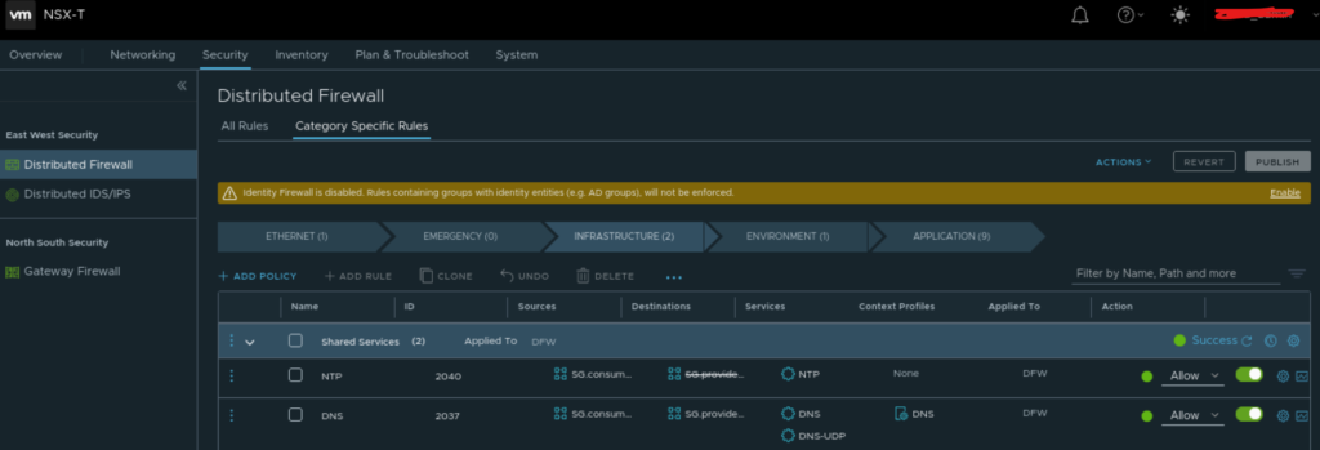 vm NSX-T
Overview Networking Security Inventory Plan & Troubleshoot System
Distributed Firewall
All Rules Category Specific Rules
East West Security
Distributed Firewall
Distributed IDS/IPS
North South Security
Gateway Firewall
ACTIONS REVERT PUBLISH
Identity Firewall is disabled. Rules containing groups with identity entities (e.g. AD groups), will not be enforced. Enable
ETHERNET (1) EMERGENCY (0) INFRASTRUCTURE (2) ENVIRONMENT (1) APPLICATION (9)
+ ADD POLICY + ADD RULE CLONE UNDO DELETE ... Filter by Name, Path and more
Name ID Sources Destinations Services Context Profiles Applied To Action
Shared Services (2) Applied To DFW Success
NTP 2040 SG.consum... SG.provide... NTP None DFW Allow
DNS 2037 SG.consum... SG.provide... DNS DNS DFW Allow
DNS-UDP